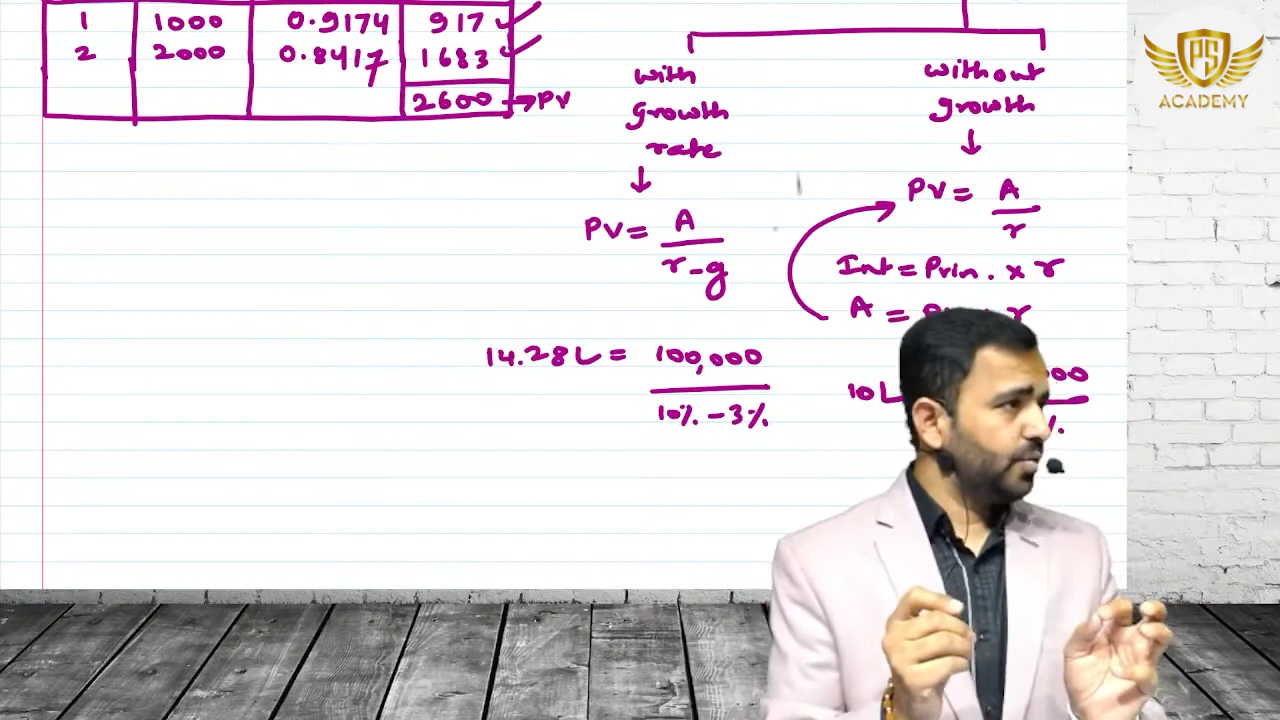 1 1000 0.9174 917
2 2000 0.8417 1683
2600 → PV
with growth rate
↓
PV = A / r - g
14.28L = 100,000 / 10% - 3%
without growth
↓
PV = A / r
Int = Prin. × r
A = r
10L
PS
ACADEMY